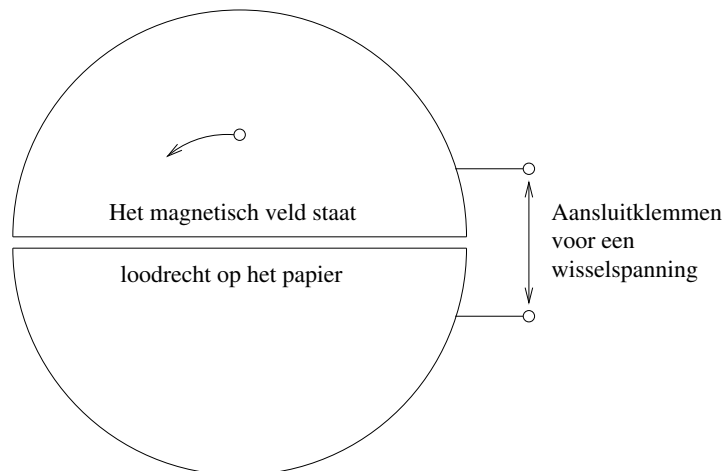 Het magnetisch veld staat
loodrecht op het papier
Aansluitklemmen
voor een
wisselspanning